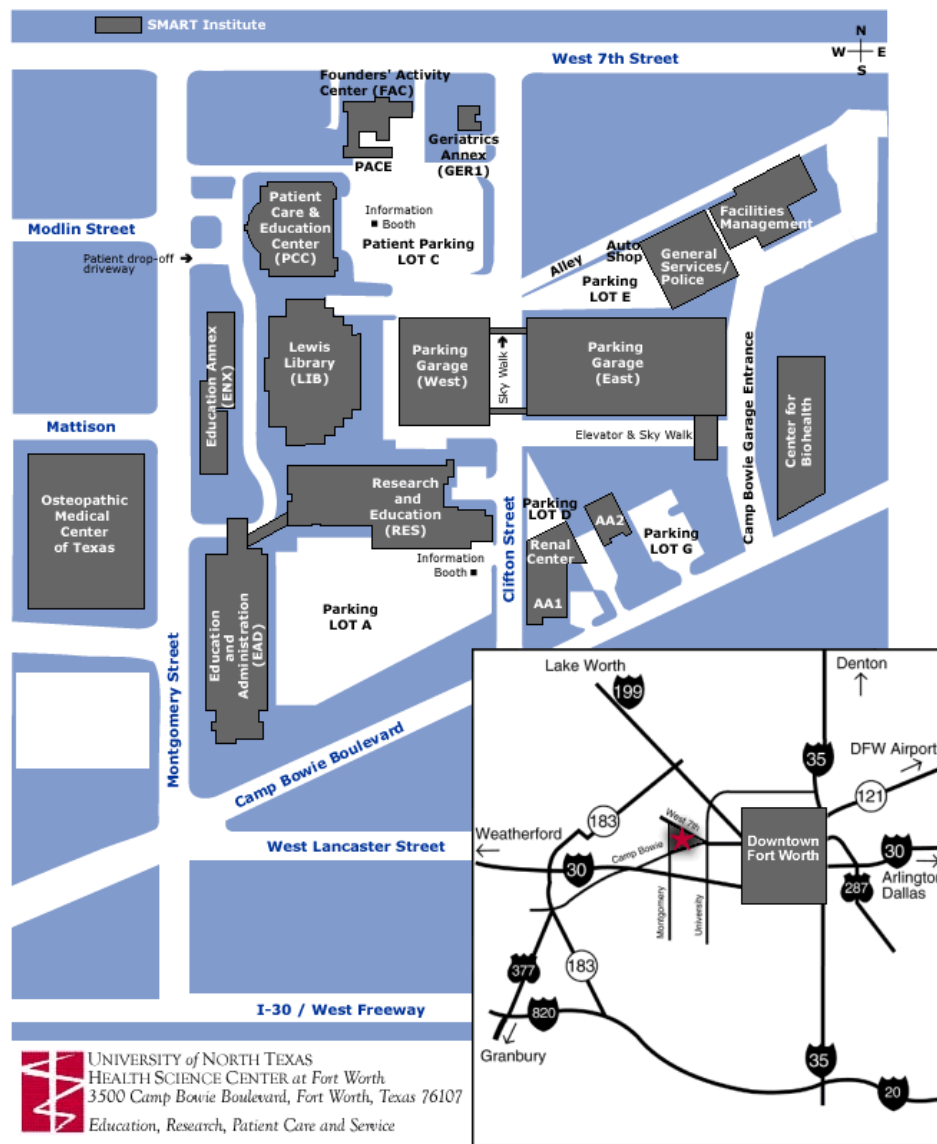 SMART Institute
West 7th Street
N
W
E
S
Founders' Activity
Center (FAC)
PACE
Geriatrics
Annex
(GER1)
Patient
Care &
Education
Center
(PCC)
Information
Booth
Patient Parking
LOT C
Modlin Street
Patient drop-off
driveway
Alley
Auto
Shop
Parking
LOT E
General
Services/
Police
Facilities
Management
Education Annex
(ENX)
Lewis
Library
(LIB)
Parking
Garage
(West)
Sky Walk
Parking
Garage
(East)
Camp Bowie Garage Entrance
Center for
Biohealth
Mattison
Elevator & Sky Walk
Osteopathic
Medical
Center
of Texas
Research
and
Education
(RES)
Information
Booth
Clifton Street
Parking
LOT D
Renal
Center
AA1
AA2
Parking
LOT G
Parking
LOT A
Education
and
Administration
(EAD)
Montgomery Street
Camp Bowie Boulevard
West Lancaster Street
I-30 / West Freeway
Lake Worth
199
Denton
35
DFW Airport
121
183
West 7th
Weatherford
Camp Bowie
30
Downtown
Fort Worth
30
Arlington
Dallas
287
Montgomery
University
377
183
820
Granbury
35
20
UNIVERSITY of NORTH TEXAS
HEALTH SCIENCE CENTER at Fort Worth
3500 Camp Bowie Boulevard, Fort Worth, Texas 76107
Education, Research, Patient Care and Service